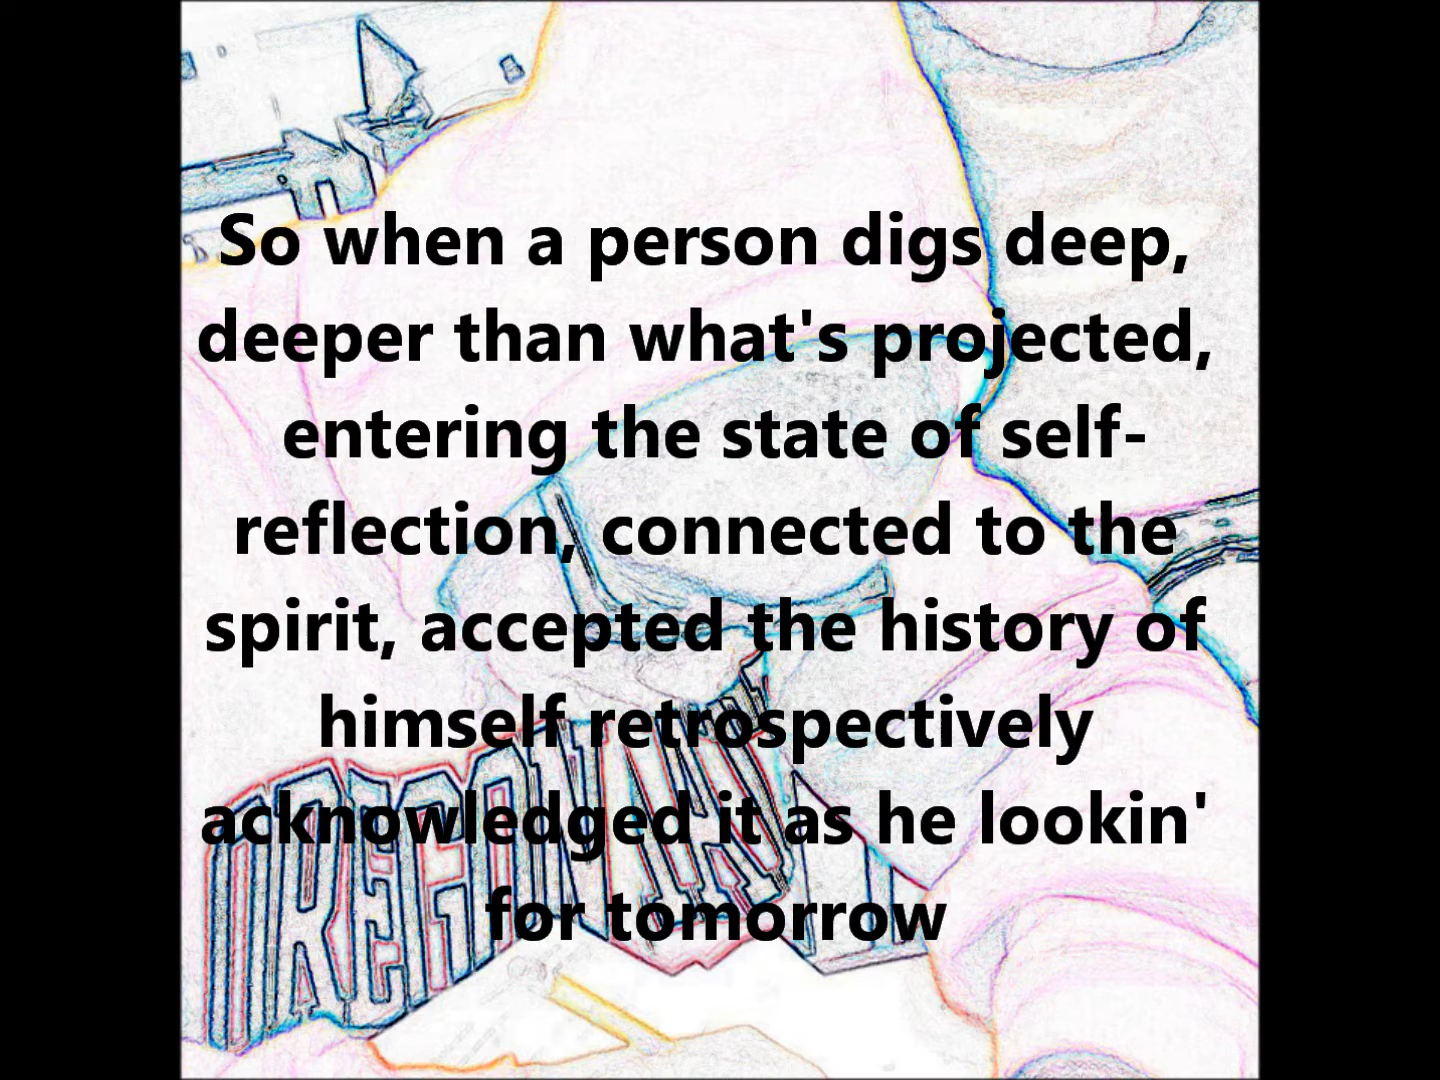 So when a person digs deep,
deeper than what's projected,
entering the state of self-
reflection, connected to the
spirit, accepted the history of
himself retrospectively
acknowledged it as he lookin'
for tomorrow